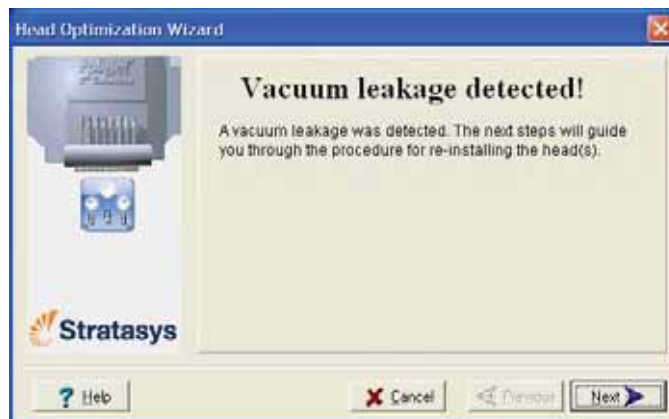 Head Optimization Wizard
Vacuum leakage detected!
A vacuum leakage was detected. The next steps will guide
you through the procedure for re-installing the head(s).
Stratasys
? Help
Cancel
Previous
Next